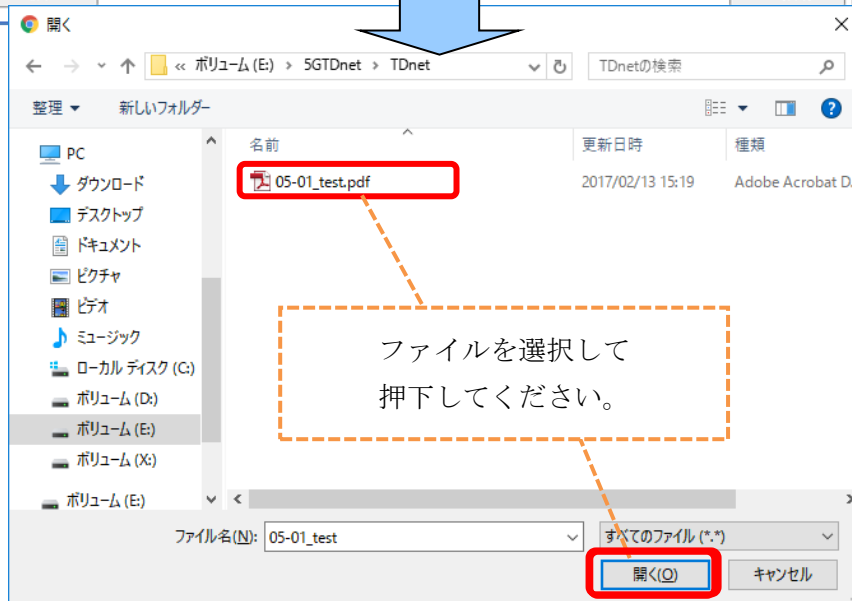 開く
« ボリューム (E:) › 5GTDnet › TDnet
TDnetの検索
整理
新しいフォルダー
名前
更新日時
種類
05-01_test.pdf
2017/02/13 15:19
Adobe Acrobat D
PC
ダウンロード
デスクトップ
ドキュメント
ピクチャ
ビデオ
ミュージック
ローカル ディスク (C:)
ボリューム (D:)
ボリューム (E:)
ボリューム (X:)
ボリューム (E:)
ファイルを選択して
押下してください。
ファイル名(N):
05-01_test
すべてのファイル (*.*)
開く(O)
キャンセル